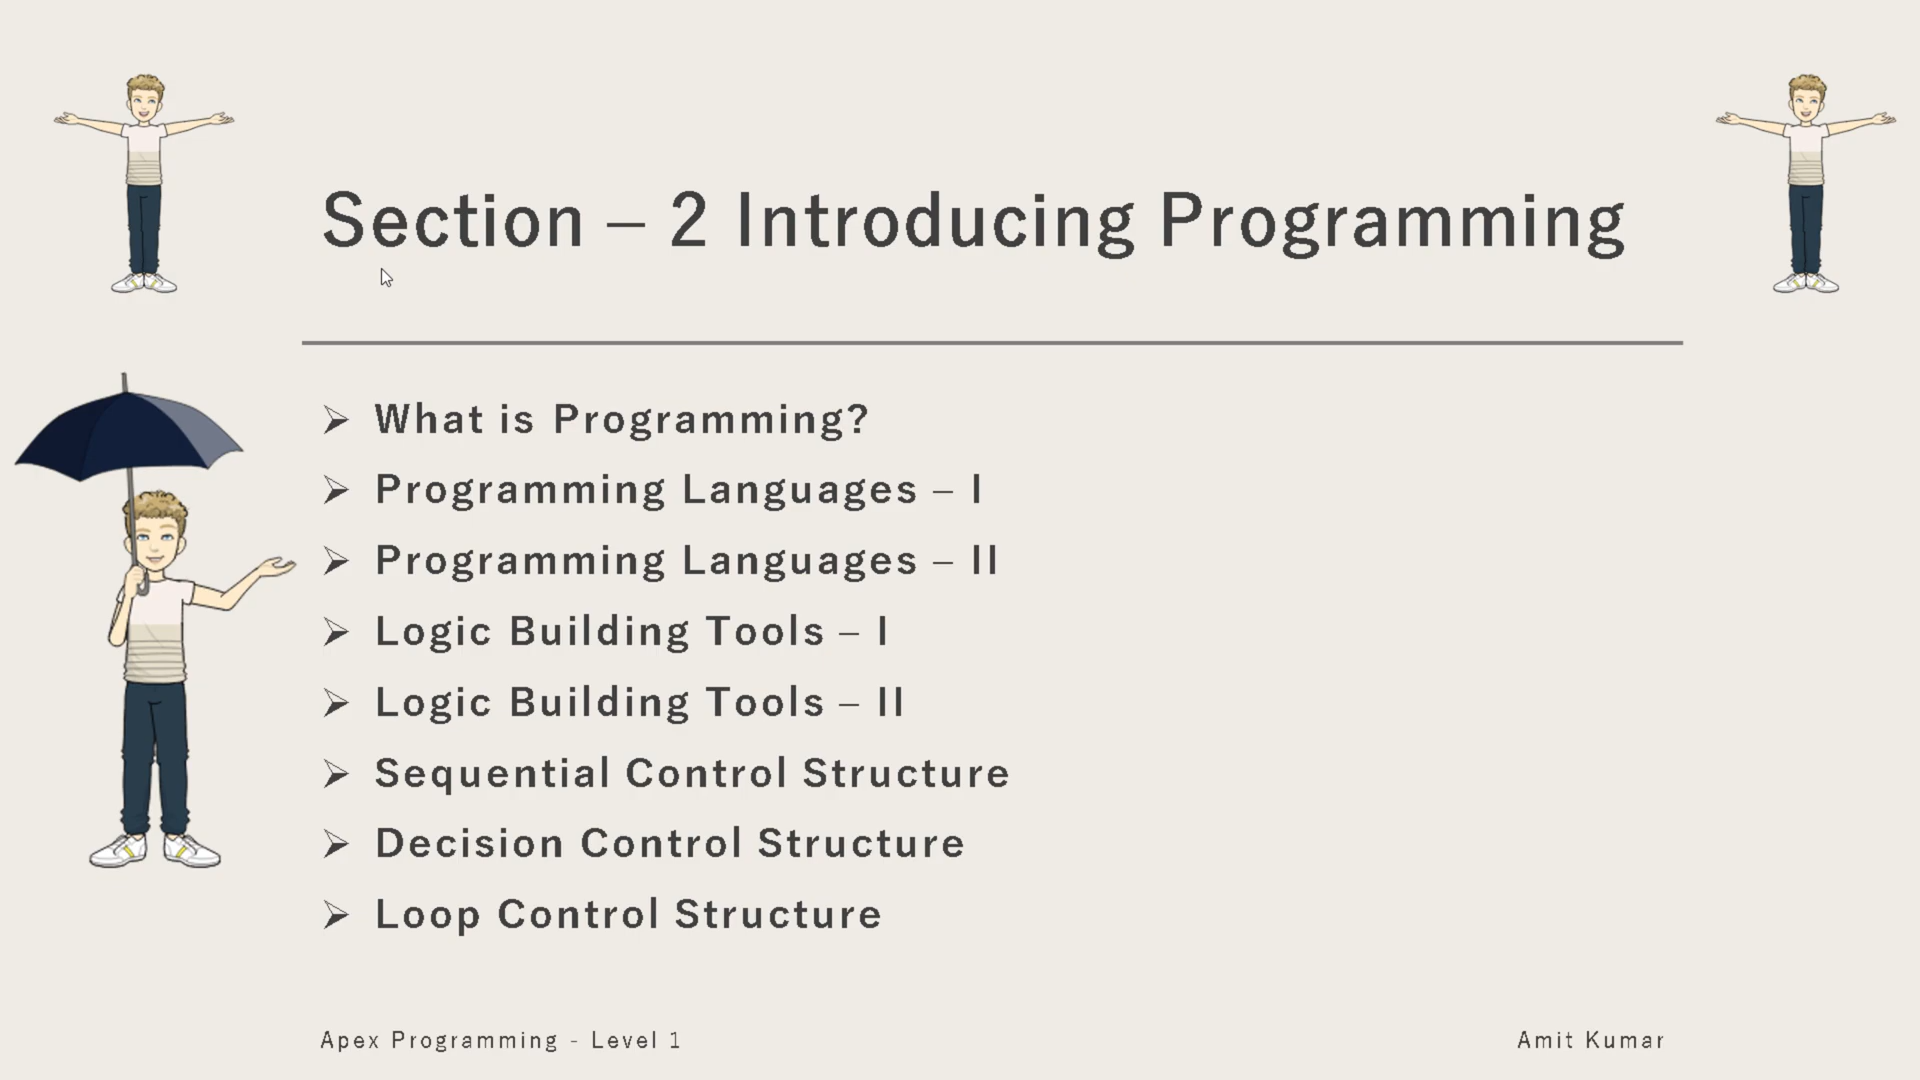 Section – 2 Introducing Programming
What is Programming?
Programming Languages – I
Programming Languages – II
Logic Building Tools – I
Logic Building Tools – II
Sequential Control Structure
Decision Control Structure
Loop Control Structure
Apex Programming - Level 1
Amit Kumar